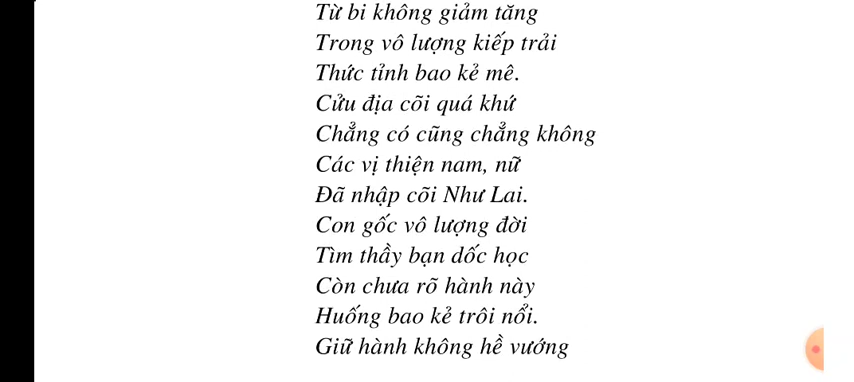 Từ bi không giảm tăng
Trong vô lượng kiếp trải
Thức tỉnh bao kẻ mê.
Cửu địa cõi quá khứ
Chẳng có cũng chẳng không
Các vị thiện nam, nữ
Đã nhập cõi Như Lai.
Con gốc vô lượng đời
Tìm thầy bạn dốc học
Còn chưa rõ hành này
Huống bao kẻ trôi nổi.
Giữ hành không hề vướng